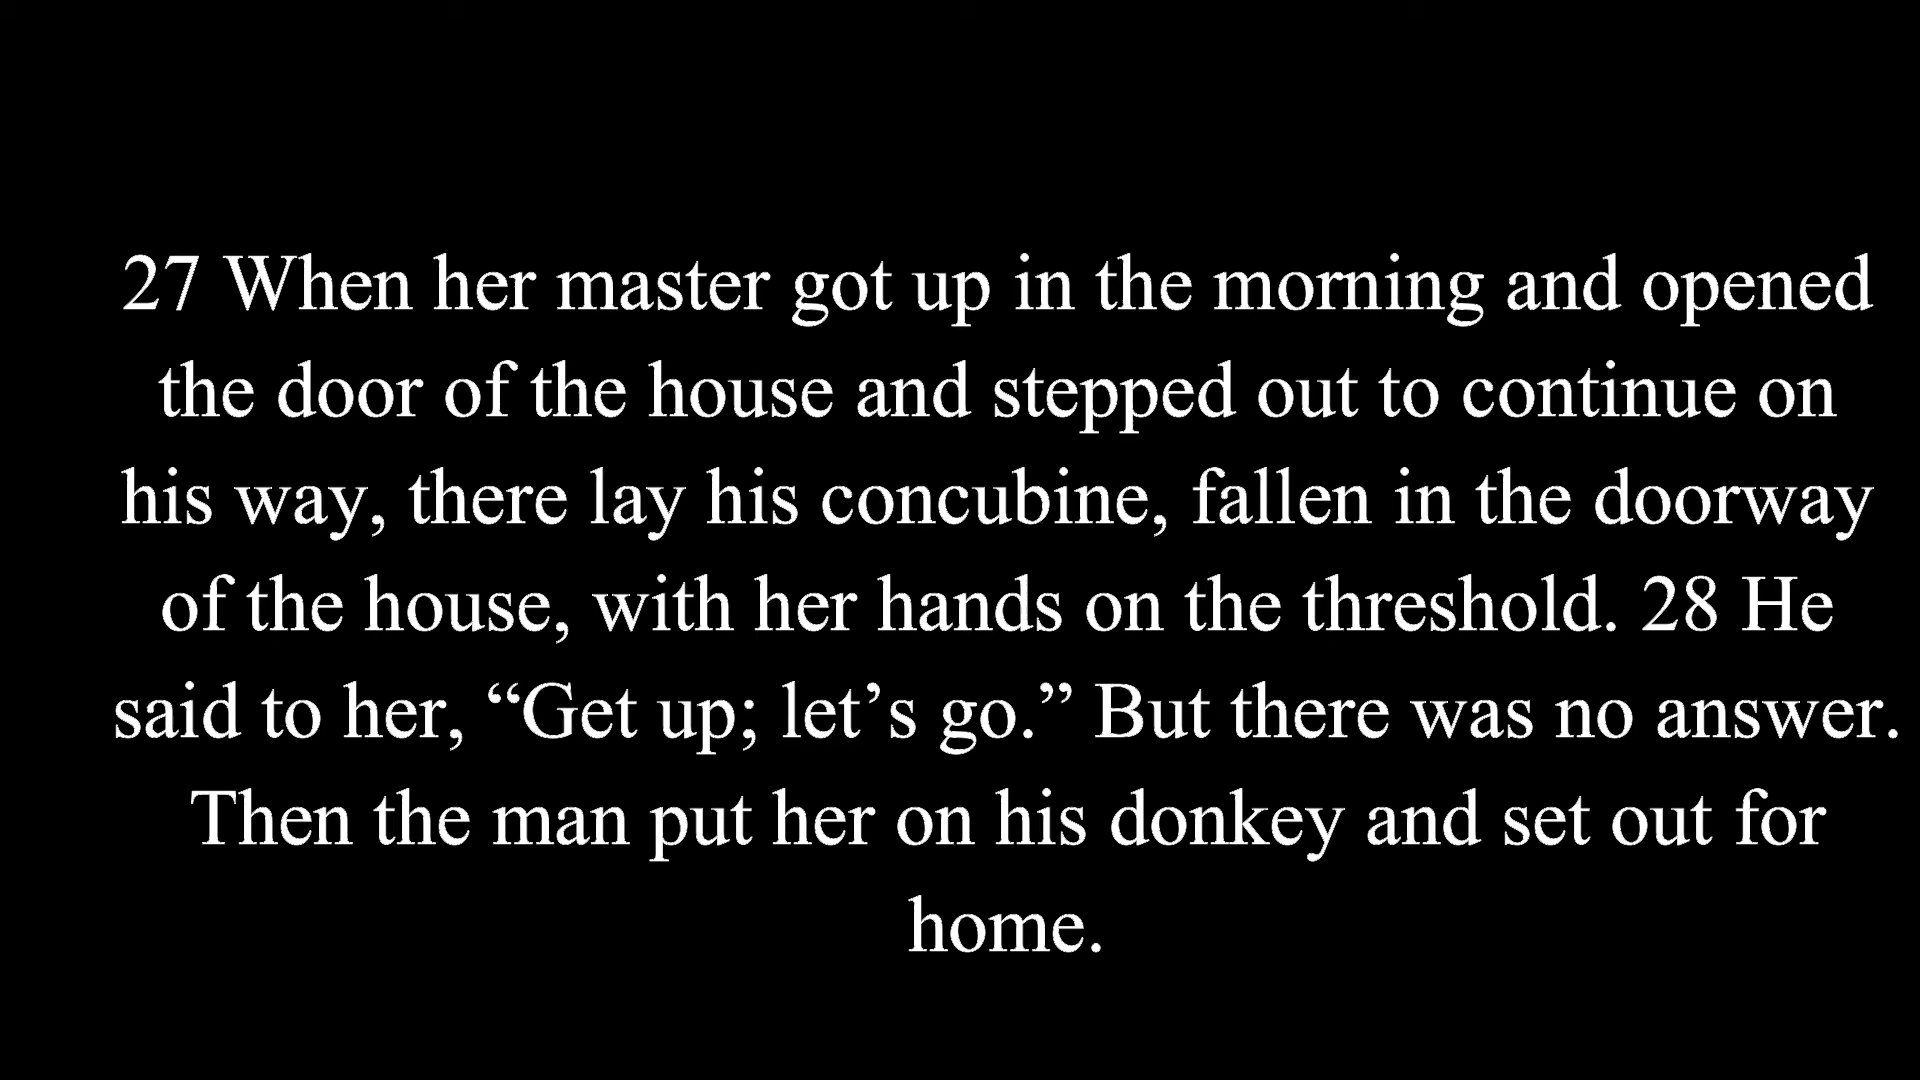 27 When her master got up in the morning and opened
the door of the house and stepped out to continue on
his way, there lay his concubine, fallen in the doorway
of the house, with her hands on the threshold. 28 He
said to her, “Get up; let’s go.” But there was no answer.
Then the man put her on his donkey and set out for
home.